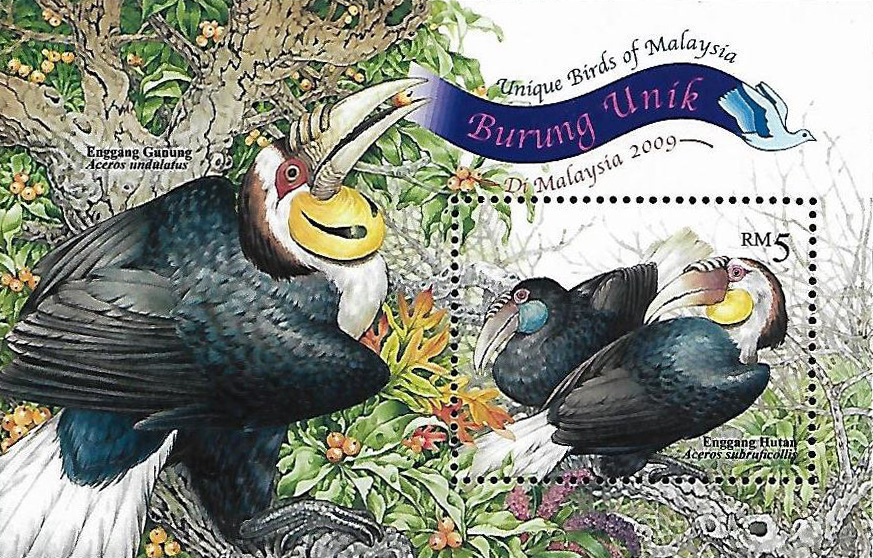 Unique Birds of Malaysia
Burung Unik
Di Malaysia 2009
Enggang Gunung
Aceros undulatus
RM5
Enggang Hutan
Aceros subruficollis